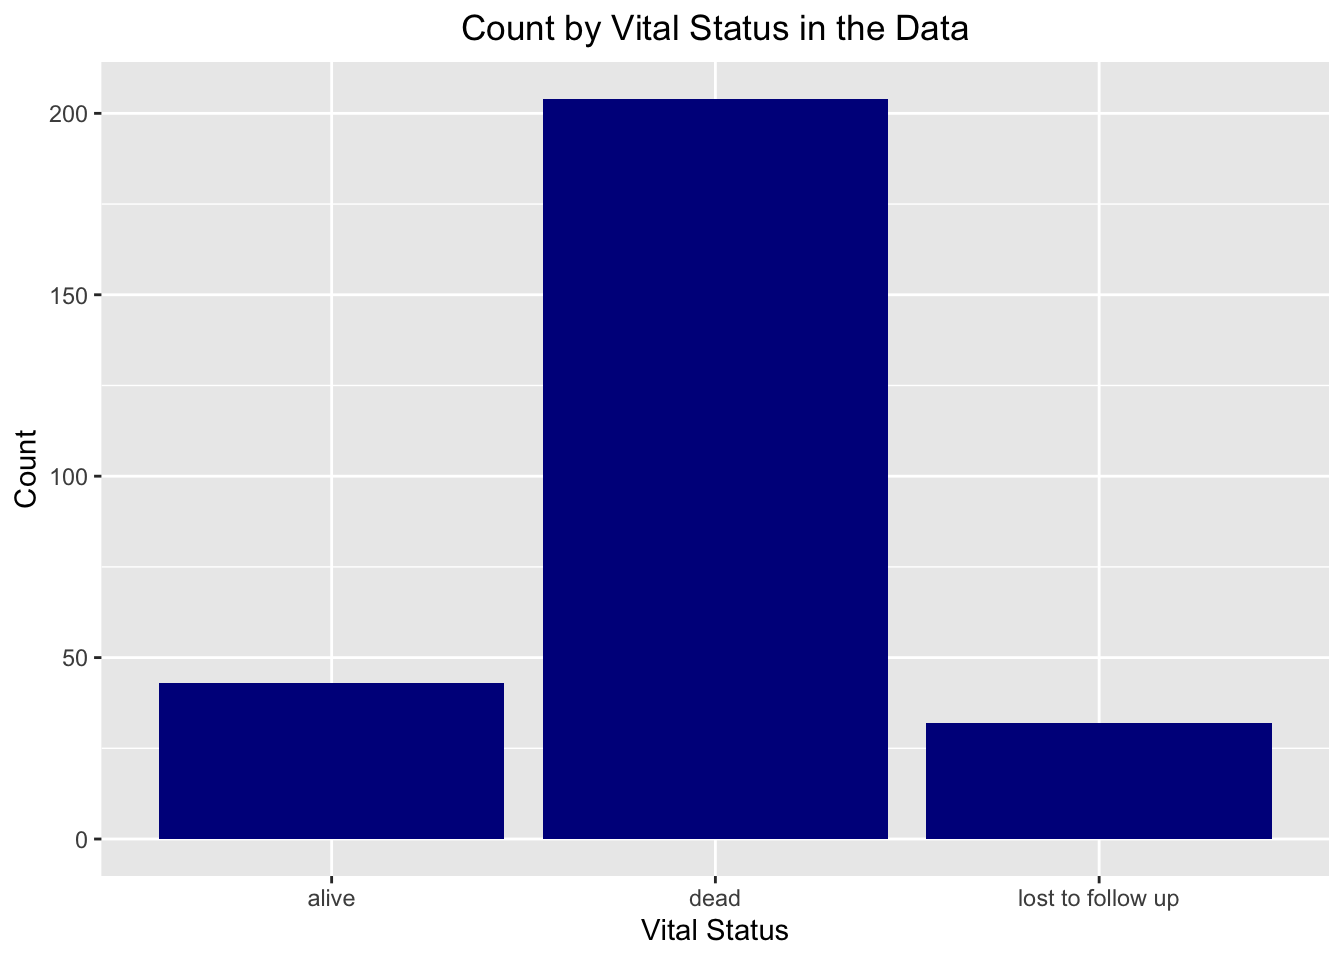 Count by Vital Status in the Data
Count
200
150
100
50
0
alive dead lost to follow up
Vital Status